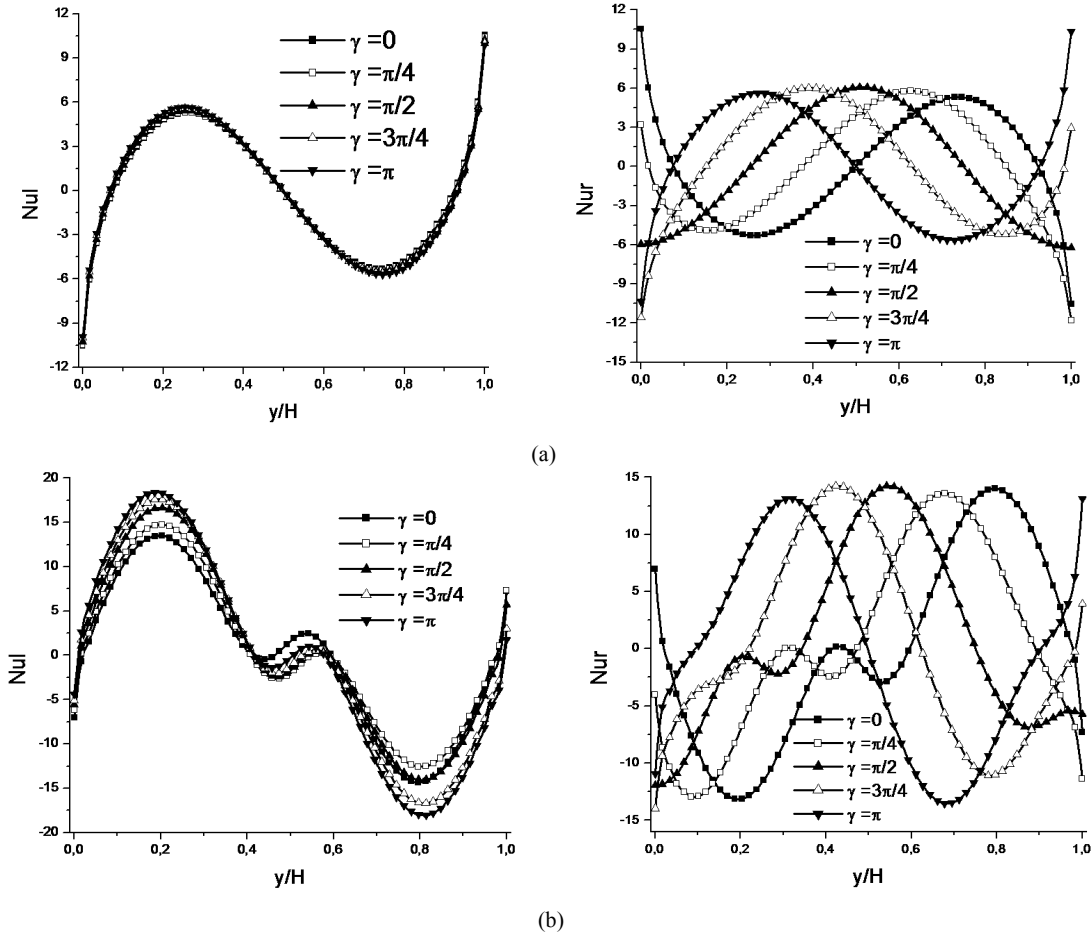 12
9
6
3
0
-3
-6
-9
-12
Nul
γ =0
γ =π/4
γ =π/2
γ =3π/4
γ =π
0,0 0,2 0,4 0,6 0,8 1,0
y/H
12
9
6
3
0
-3
-6
-9
-12
-15
Nur
γ =0
γ =π/4
γ =π/2
γ =3π/4
γ =π
0,0 0,2 0,4 0,6 0,8 1,0
y/H
(a)
20
15
10
5
0
-5
-10
-15
-20
Nul
γ =0
γ =π/4
γ =π/2
γ =3π/4
γ =π
0,0 0,2 0,4 0,6 0,8 1,0
y/H
15
10
5
0
-5
-10
-15
Nur
γ =0
γ =π/4
γ =π/2
γ =3π/4
γ =π
0,0 0,2 0,4 0,6 0,8 1,0
y/H
(b)